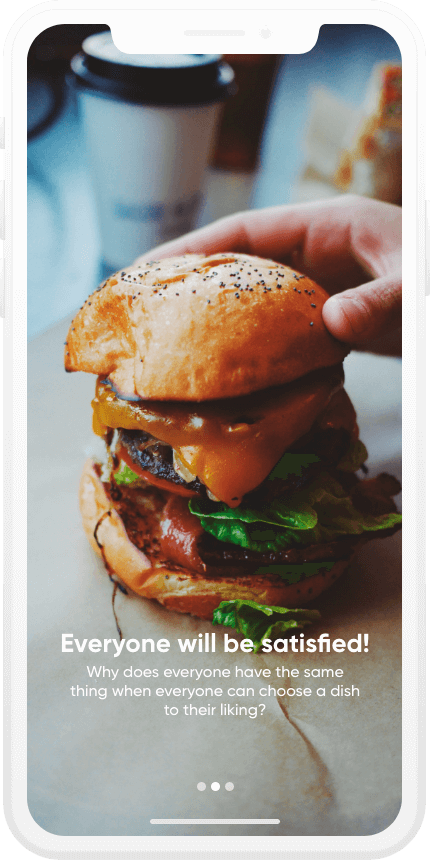 Everyone will be satisfied!
Why does everyone have the same
thing when everyone can choose a dish
to their liking?